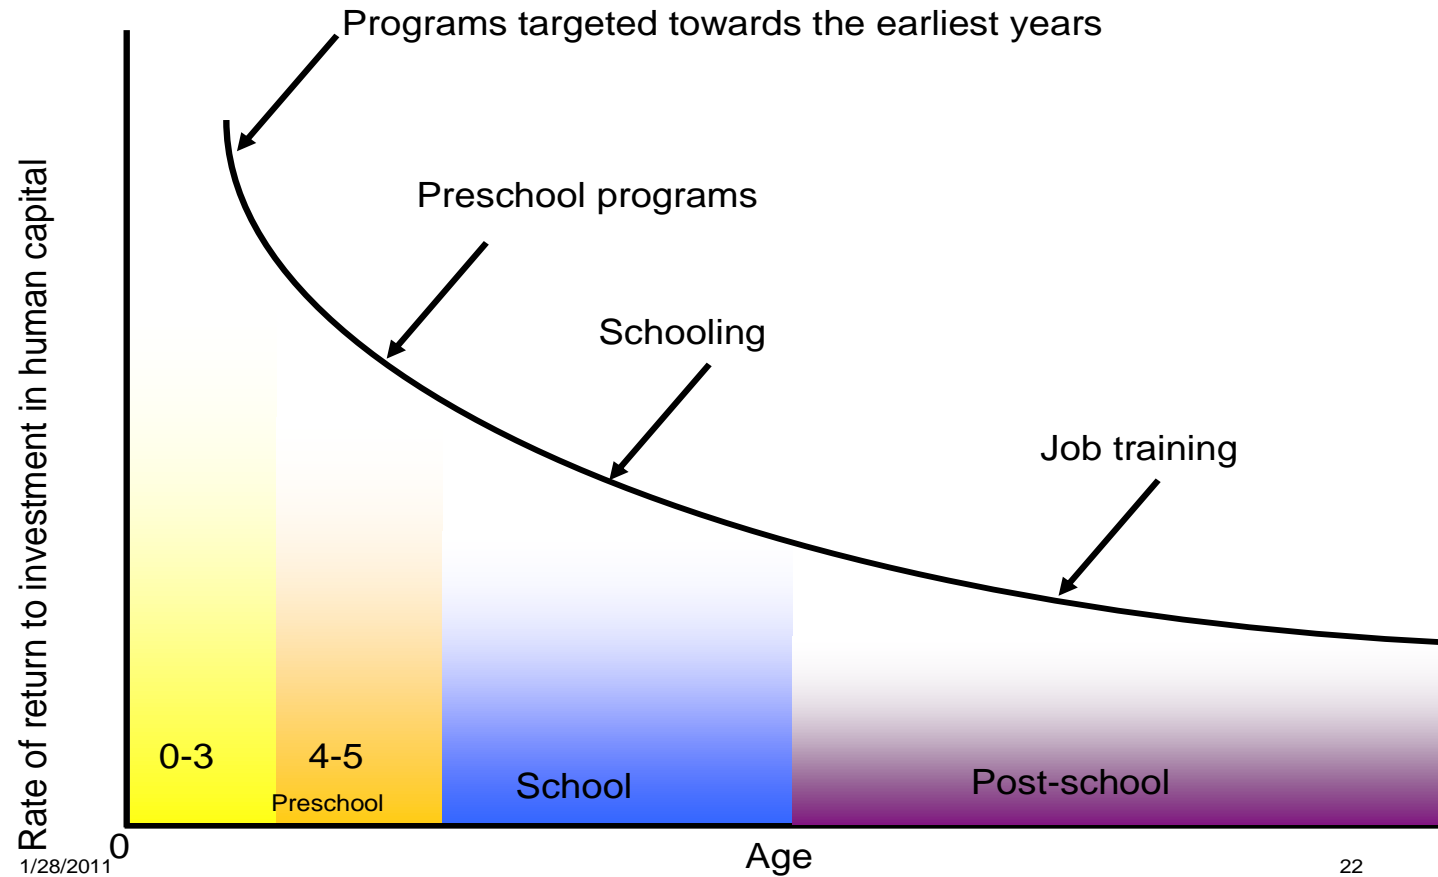 Programs targeted towards the earliest years
Preschool programs
Schooling
Job training
Rate of return to investment in human capital
0-3
4-5
Preschool
School
Post-school
0
Age
1/28/2011
22